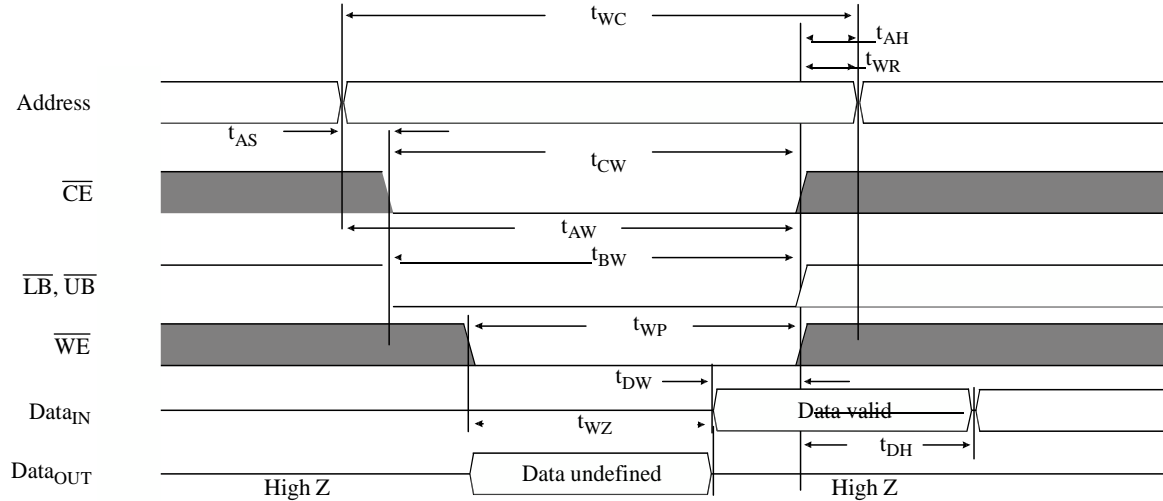 tWC
tAH
tWR
Address
tAS
tCW
CE
tAW
tBW
LB, UB
tWP
WE
tDW
DataIN
Data valid
tWZ
tDH
DataOUT
Data undefined
High Z
High Z